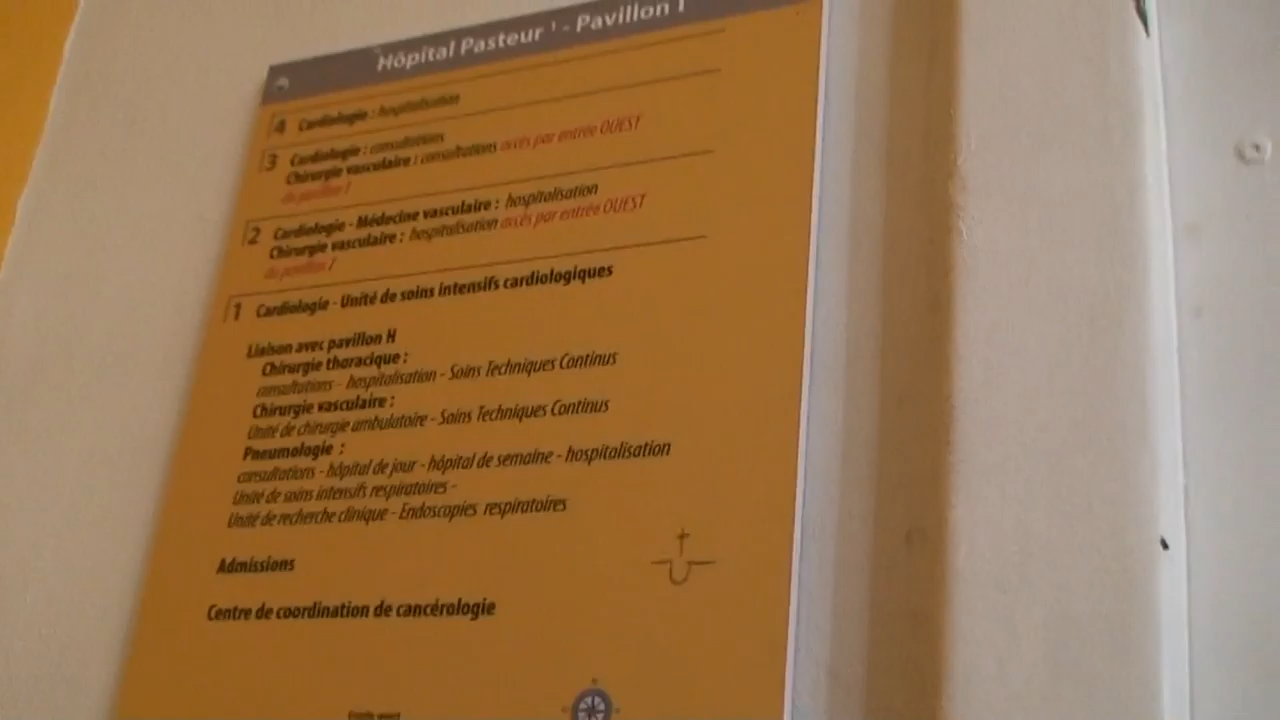 Hôpital Pasteur 1 - Pavillon I
4 Cardiologie : hospitalisation
3 Cardiologie : consultations
Chirurgie vasculaire : consultations accès par entrée OUEST
du pavillon I
2 Cardiologie - Médecine vasculaire : hospitalisation
Chirurgie vasculaire : hospitalisation accès par entrée OUEST
du pavillon I
1 Cardiologie - Unité de soins intensifs cardiologiques
Liaison avec pavillon H
Chirurgie thoracique :
consultations - hospitalisation - Soins Techniques Continus
Chirurgie vasculaire :
Unité de chirurgie ambulatoire - Soins Techniques Continus
Pneumologie :
consultations - hôpital de jour - hôpital de semaine - hospitalisation
Unité de soins intensifs respiratoires -
Unité de recherche clinique - Endoscopies respiratoires
Admissions
Centre de coordination de cancérologie